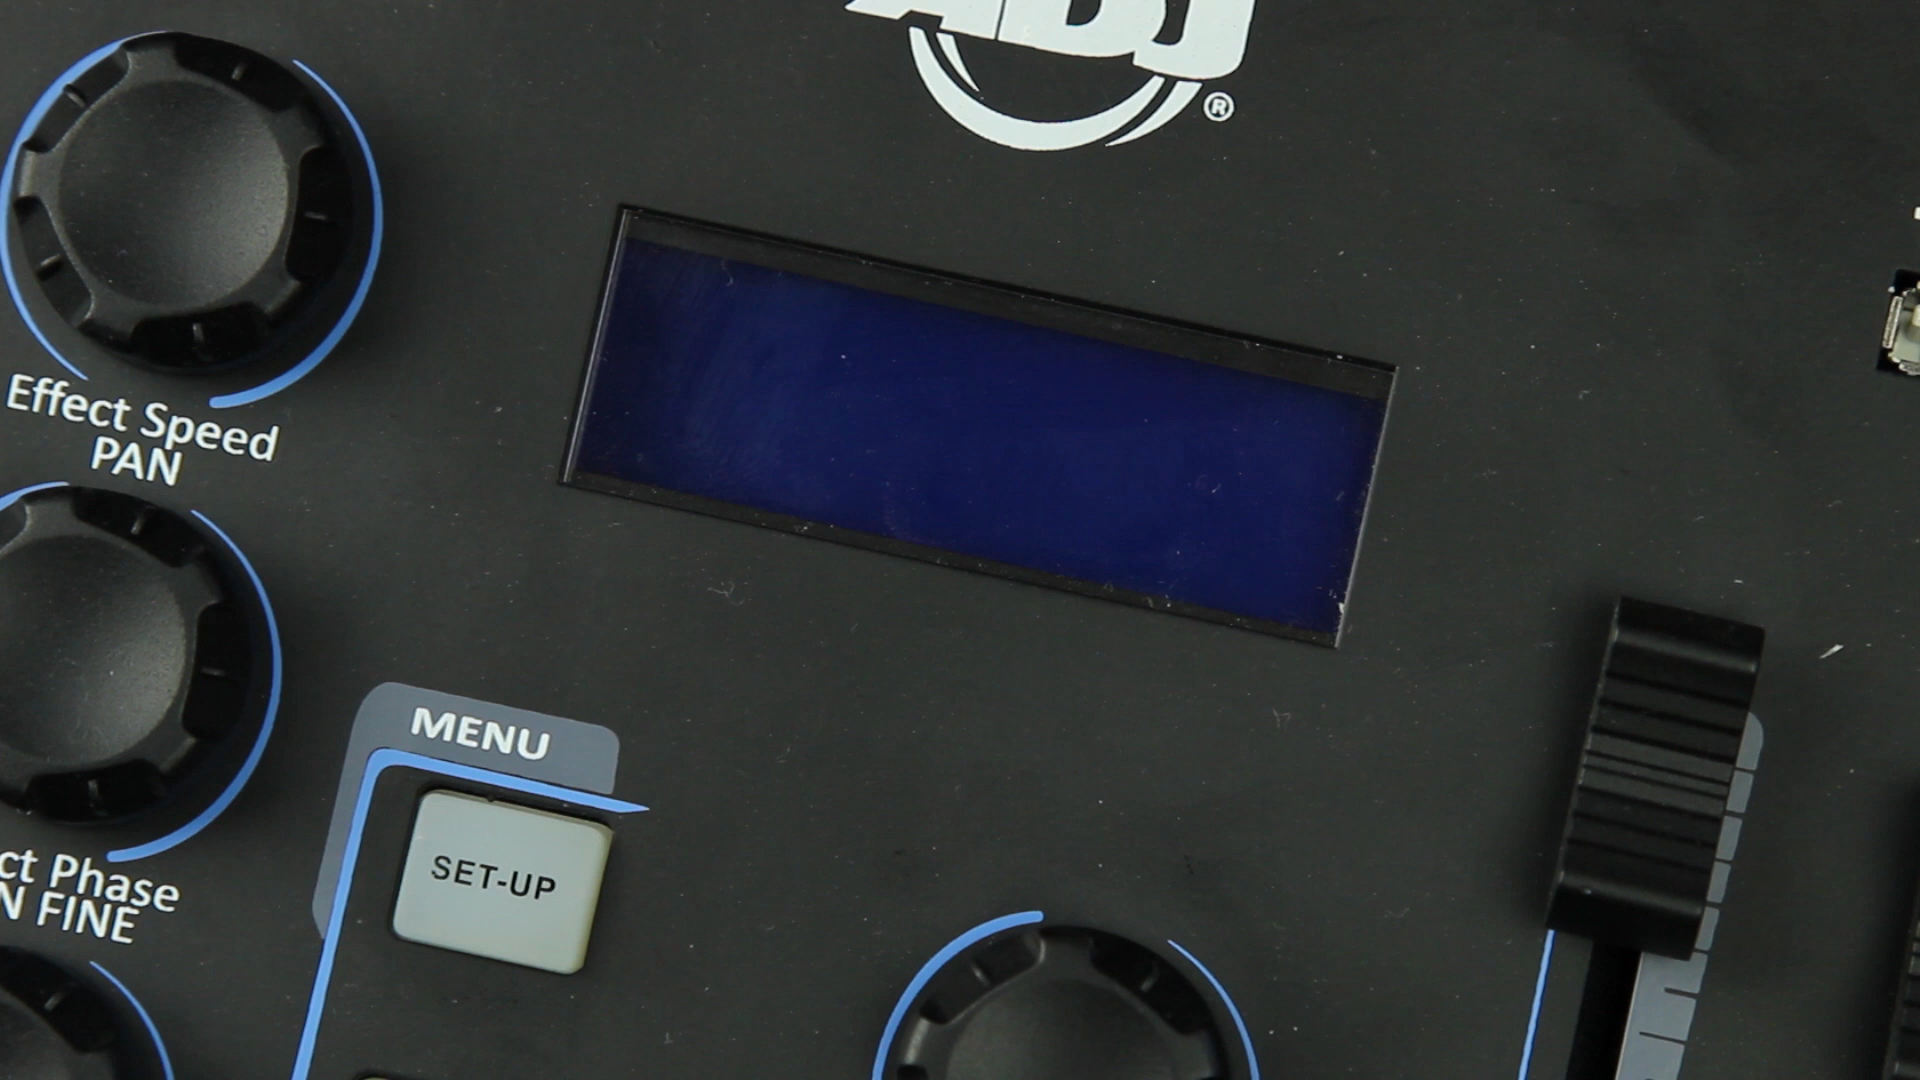 ADJ
®
Effect Speed
PAN
MENU
SET-UP
ct Phase
N FINE